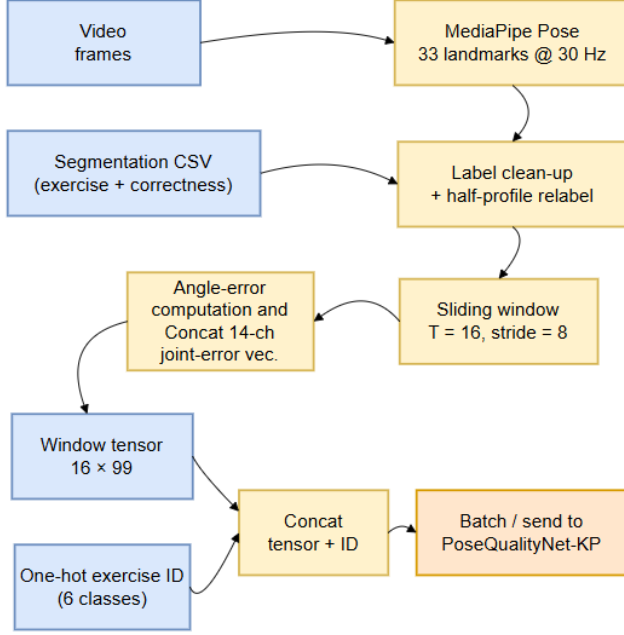 Video
frames
MediaPipe Pose
33 landmarks @ 30 Hz
Segmentation CSV
(exercise + correctness)
Label clean-up
+ half-profile relabel
Angle-error
computation and
Concat 14-ch
joint-error vec.
Sliding window
T = 16, stride = 8
Window tensor
16 × 99
Concat
tensor + ID
Batch / send to
PoseQualityNet-KP
One-hot exercise ID
(6 classes)